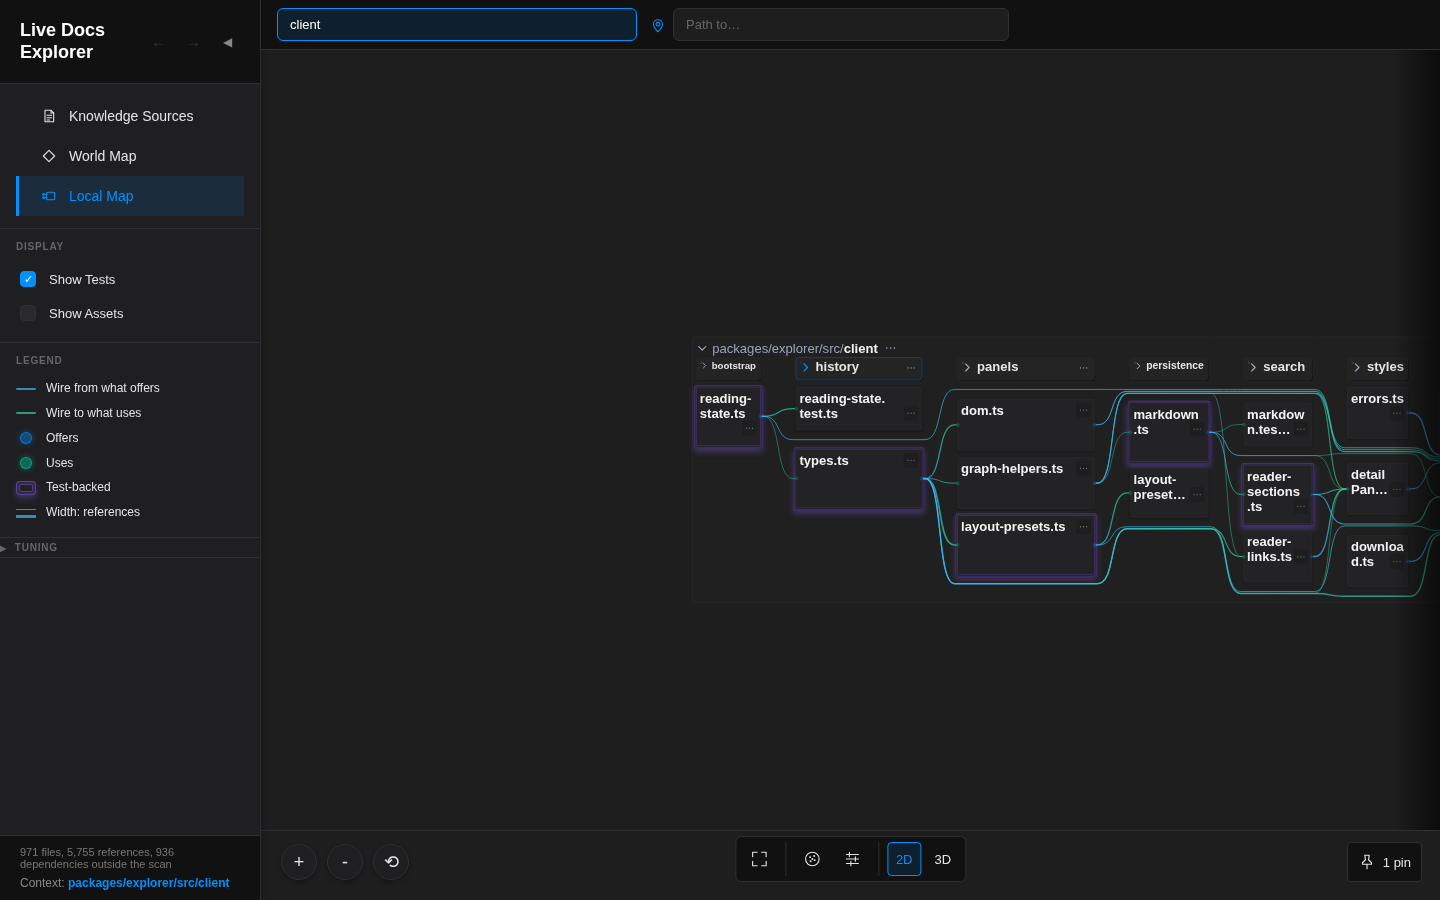 Live Docs
Explorer
← → ◀
client
Path to…
Knowledge Sources
World Map
Local Map
DISPLAY
✓ Show Tests
Show Assets
LEGEND
Wire from what offers
Wire to what uses
Offers
Uses
Test-backed
Width: references
▶ TUNING
971 files, 5,755 references, 936
dependencies outside the scan
Context: packages/explorer/src/client
packages/explorer/src/client ···
bootstrap
history ···
panels ···
persistence
search
styles
reading-
state.ts
···
reading-state.
test.ts ···
types.ts ···
dom.ts ···
graph-helpers.ts ···
layout-presets.ts ···
markdown
.ts ···
layout-
preset… ···
markdow
n.tes… ···
reader-
sections
.ts ···
reader-
links.ts ···
errors.ts
···
detail
Pan… ···
downloa
d.ts ···
+ - ⟲
2D 3D
1 pin